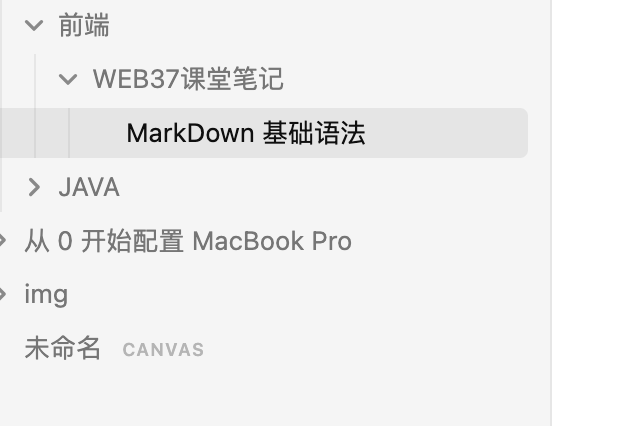 前端
WEB37课堂笔记
MarkDown 基础语法
JAVA
从 0 开始配置 MacBook Pro
img
未命名 CANVAS